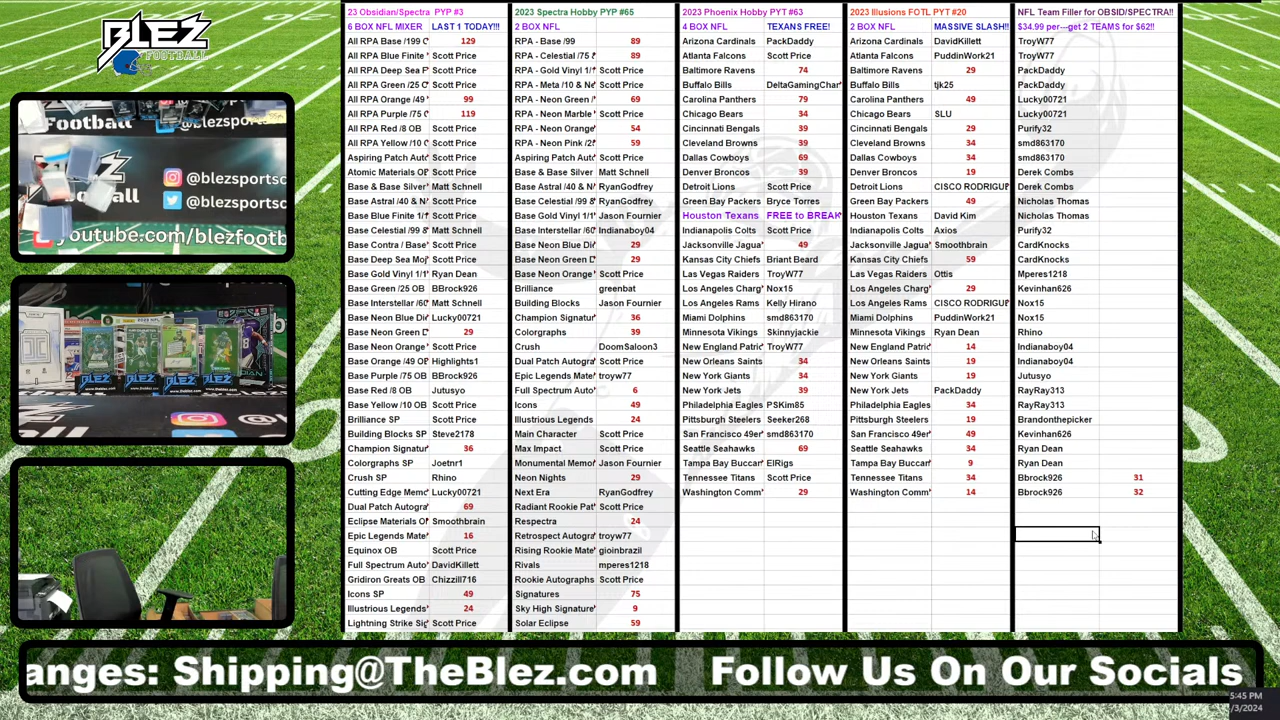 BLEZ
FOOTBALL
Football
@blezsports
@blezsportsc
@blezsports
youtube.com/blezfootb
23 Obsidian/Spectra PYP #3
6 BOX NFL MIXER LAST 1 TODAY!!!
All RPA Base /199 C 129
All RPA Blue Finite Scott Price
All RPA Deep Sea F Scott Price
All RPA Green /25 C Scott Price
All RPA Orange /49 99
All RPA Purple /75 C 119
All RPA Red /8 OB Scott Price
All RPA Yellow /10 C Scott Price
Aspiring Patch Aut Scott Price
Atomic Materials OB Scott Price
Base & Base Silver Matt Schnell
Base Astral /40 & N Matt Schnell
Base Blue Finite 1/ Scott Price
Base Celestial /99 & Matt Schnell
Base Contra / Base Scott Price
Base Deep Sea Moj Scott Price
Base Gold Vinyl 1/1 Ryan Dean
Base Green /25 OB BBrock926
Base Interstellar /60 Matt Schnell
Base Neon Blue Di Lucky00721
Base Neon Green D 29
Base Neon Orange Scott Price
Base Orange /49 OB Highlights1
Base Purple /75 OB BBrock926
Base Red /8 OB Jutusyo
Base Yellow /10 OB Scott Price
Brilliance SP Scott Price
Building Blocks SP Steve2178
Champion Signatur 36
Colorgraphs SP Joetnr1
Crush SP Rhino
Cutting Edge Memo Lucky00721
Dual Patch Autogra 69
Eclipse Materials O Smoothbrain
Epic Legends Mate 16
Equinox OB Scott Price
Full Spectrum Auto DavidKillett
Gridiron Greats OB Chizzill716
Icons SP 49
Illustrious Legends 24
Lightning Strike Sig Scott Price
2023 Spectra Hobby PYP #65
2 BOX NFL
RPA - Base /99 89
RPA - Celestial /75 & 89
RPA - Gold Vinyl 1/ Scott Price
RPA - Meta /10 & Ne Scott Price
RPA - Neon Green / 69
RPA - Neon Marble Scott Price
RPA - Neon Orange 54
RPA - Neon Pink /2 59
Aspiring Patch Aut Scott Price
Base & Base Silver Matt Schnell
Base Astral /40 & N RyanGodfrey
Base Celestial /99 & RyanGodfrey
Base Gold Vinyl 1/1 Jason Fournier
Base Interstellar /60 Indianaboy04
Base Neon Blue Di 29
Base Neon Green D 29
Base Neon Orange Scott Price
Brilliance greenbat
Building Blocks Jason Fournier
Champion Signatur 36
Colorgraphs 39
Crush DoomSaloon3
Dual Patch Autogra Scott Price
Epic Legends Mate troyw77
Full Spectrum Auto 6
Icons 49
Illustrious Legends 24
Main Character Scott Price
Max Impact Scott Price
Monumental Memo Jason Fournier
Neon Nights 29
Next Era RyanGodfrey
Radiant Rookie Pat Scott Price
Respectra 24
Retrospect Autogra troyw77
Rising Rookie Mate gioinbrazil
Rivals mperes1218
Rookie Autographs Scott Price
Signatures 75
Sky High Signature 9
Solar Eclipse 59
2023 Phoenix Hobby PYT #63
4 BOX NFL TEXANS FREE!
Arizona Cardinals PackDaddy
Atlanta Falcons Scott Price
Baltimore Ravens 74
Buffalo Bills DeltaGamingChar
Carolina Panthers 79
Chicago Bears 34
Cincinnati Bengals 39
Cleveland Browns 39
Dallas Cowboys 69
Denver Broncos 39
Detroit Lions Scott Price
Green Bay Packers Bryce Torres
Houston Texans FREE to BREAK
Indianapolis Colts Scott Price
Jacksonville Jagua 49
Kansas City Chiefs Briant Beard
Las Vegas Raiders TroyW77
Los Angeles Charg Nox15
Los Angeles Rams Kelly Hirano
Miami Dolphins smd863170
Minnesota Vikings Skinnyjackie
New England Patric TroyW77
New Orleans Saints 34
New York Giants 34
New York Jets 39
Philadelphia Eagles PSKim85
Pittsburgh Steelers Seeker268
San Francisco 49er smd863170
Seattle Seahawks 69
Tampa Bay Buccan ElRigs
Tennessee Titans Scott Price
Washington Comm 29
2023 Illusions FOTL PYT #20
2 BOX NFL MASSIVE SLASH!!
Arizona Cardinals DavidKillett
Atlanta Falcons PuddinWork21
Baltimore Ravens 29
Buffalo Bills tjk25
Carolina Panthers 49
Chicago Bears SLU
Cincinnati Bengals 29
Cleveland Browns 34
Dallas Cowboys 34
Denver Broncos 19
Detroit Lions CISCO RODRIGU
Green Bay Packers 49
Houston Texans David Kim
Indianapolis Colts Axios
Jacksonville Jagua Smoothbrain
Kansas City Chiefs 59
Las Vegas Raiders Ottis
Los Angeles Charg 29
Los Angeles Rams CISCO RODRIGU
Miami Dolphins PuddinWork21
Minnesota Vikings Ryan Dean
New England Patric 14
New Orleans Saints 19
New York Giants 19
New York Jets PackDaddy
Philadelphia Eagles 34
Pittsburgh Steelers 19
San Francisco 49er 49
Seattle Seahawks 34
Tampa Bay Buccan 9
Tennessee Titans 34
Washington Comm 14
NFL Team Filler for OBSID/SPECTRA!!
$34.99 per---get 2 TEAMS for $62!!
TroyW77
TroyW77
PackDaddy
PackDaddy
Lucky00721
Lucky00721
Purify32
smd863170
smd863170
Derek Combs
Derek Combs
Nicholas Thomas
Nicholas Thomas
Purify32
CardKnocks
CardKnocks
Mperes1218
Kevinhan626
Nox15
Nox15
Rhino
Indianaboy04
Indianaboy04
Jutusyo
RayRay313
RayRay313
Brandonthepicker
Kevinhan626
Ryan Dean
Ryan Dean
Bbrock926 31
Bbrock926 32
anges: Shipping@TheBlez.com Follow Us On Our Socials
5:45 PM
/3/2024